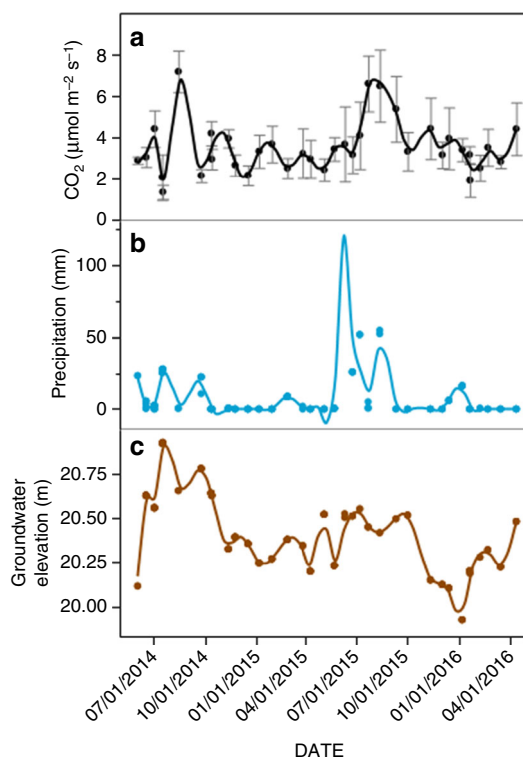 a
8
6
4
2
0
CO₂ (μmol m⁻² s⁻¹)
b
100
50
0
Precipitation (mm)
c
20.75
20.50
20.25
20.00
Groundwater
elevation (m)
07/01/2014
10/01/2014
01/01/2015
04/01/2015
07/01/2015
10/01/2015
01/01/2016
04/01/2016
DATE